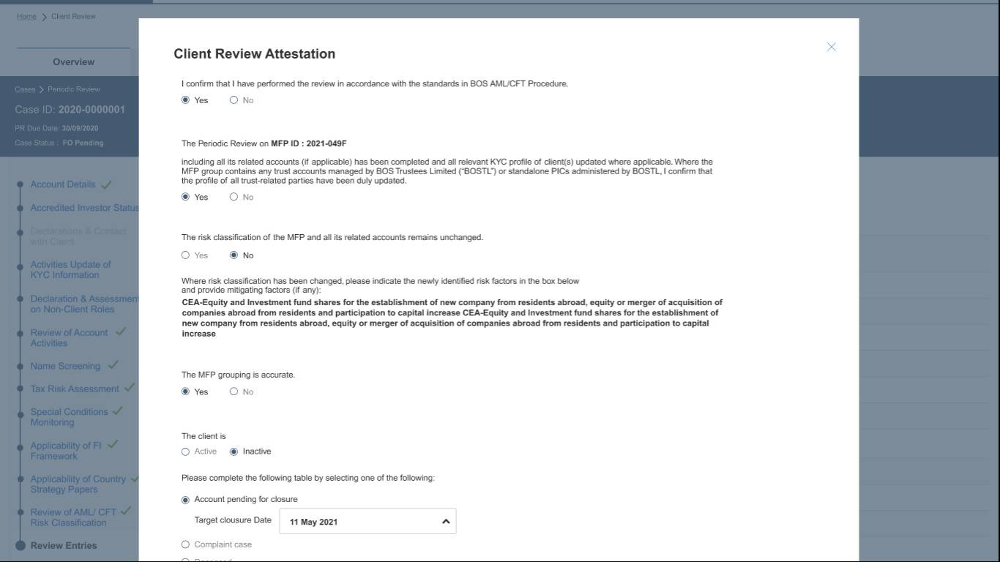 Home > Client Review
Overview
Cases > Periodic Review
Case ID: 2020-0000001
PR Due Date: 30/09/2020
Case Status : FO Pending
Account Details
Accredited Investor Status
Declarations & Contact
with Client
Activities Update of
KYC Information
Declaration & Assessment
on Non-Client Roles
Review of Account
Activities
Name Screening
Tax Risk Assessment
Special Conditions
Monitoring
Applicability of FI
Framework
Applicability of Country
Strategy Papers
Review of AML/ CFT
Risk Classification
Review Entries
Client Review Attestation
I confirm that I have performed the review in accordance with the standards in BOS AML/CFT Procedure.
Yes No
The Periodic Review on MFP ID : 2021-049F
including all its related accounts (if applicable) has been completed and all relevant KYC profile of client(s) updated where applicable. Where the
MFP group contains any trust accounts managed by BOS Trustees Limited (“BOSTL”) or standalone PICs administered by BOSTL, I confirm that
the profile of all trust-related parties have been duly updated.
Yes No
The risk classification of the MFP and all its related accounts remains unchanged.
Yes No
Where risk classification has been changed, please indicate the newly identified risk factors in the box below
and provide mitigating factors (if any):
CEA-Equity and Investment fund shares for the establishment of new company from residents abroad, equity or merger of acquisition of
companies abroad from residents and participation to capital increase CEA-Equity and Investment fund shares for the establishment of
new company from residents abroad, equity or merger of acquisition of companies abroad from residents and participation to capital
increase
The MFP grouping is accurate.
Yes No
The client is
Active Inactive
Please complete the following table by selecting one of the following:
Account pending for closure
Target clousure Date 11 May 2021
Complaint case